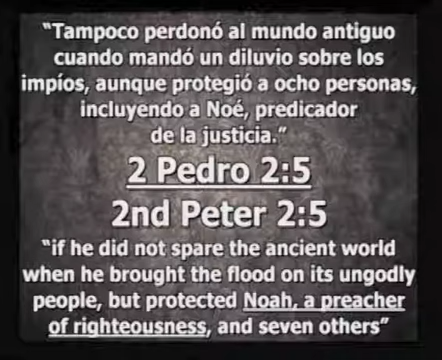 “Tampoco perdonó al mundo antiguo
cuando mandó un diluvio sobre los
impíos, aunque protegió a ocho personas,
incluyendo a Noé, predicador
de la justicia.”
2 Pedro 2:5
2nd Peter 2:5
“if he did not spare the ancient world
when he brought the flood on its ungodly
people, but protected Noah, a preacher
of righteousness, and seven others”